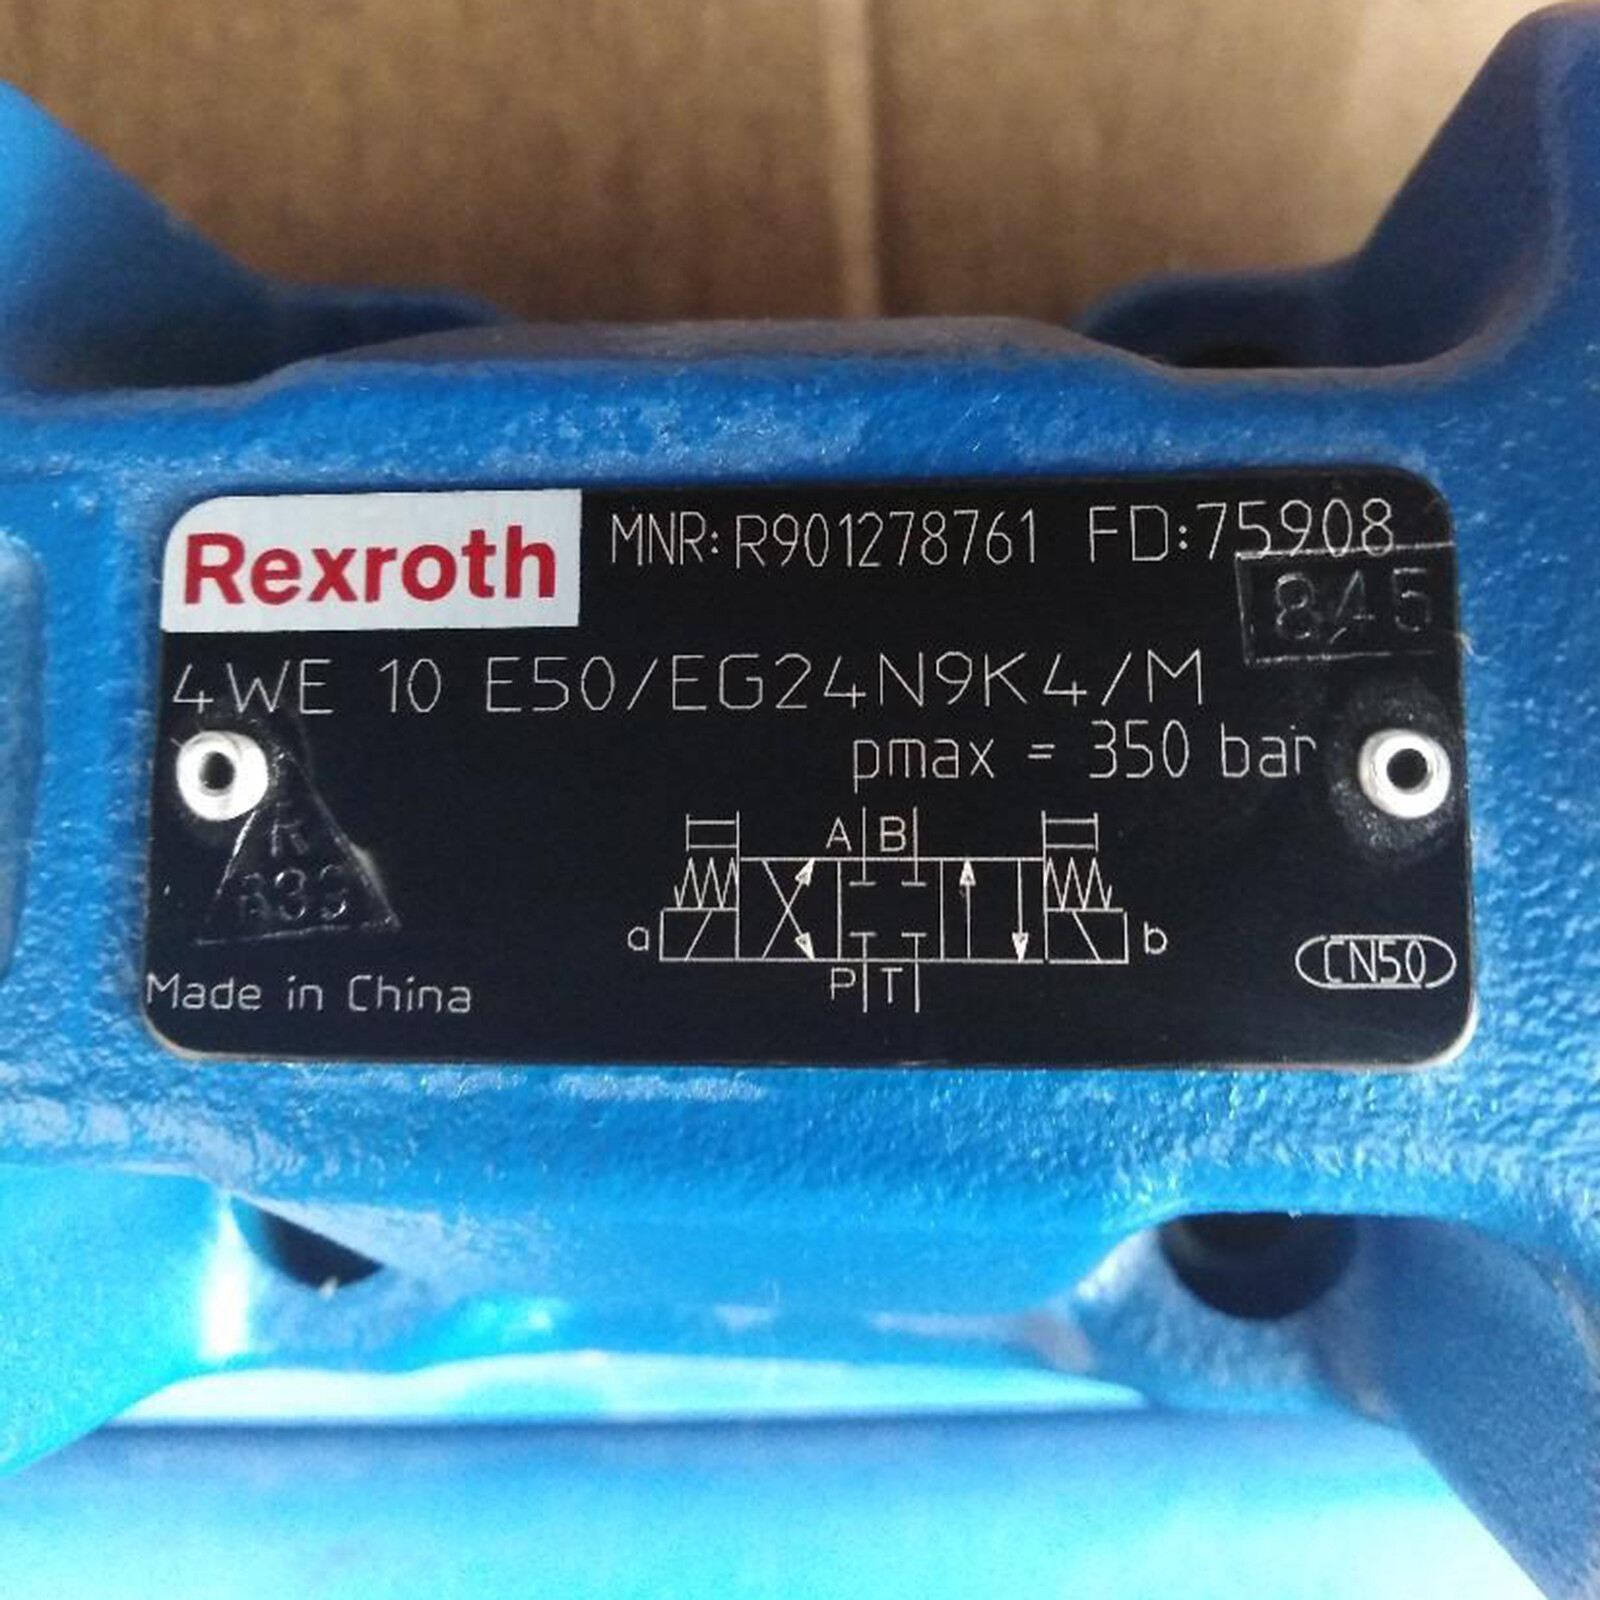 Rexroth
MNR: R901278761 FD: 75908
845
4WE 10 E50/EG24N9K4/M
pmax = 350 bar
A B
a b
P T
R
CN50
Made in China